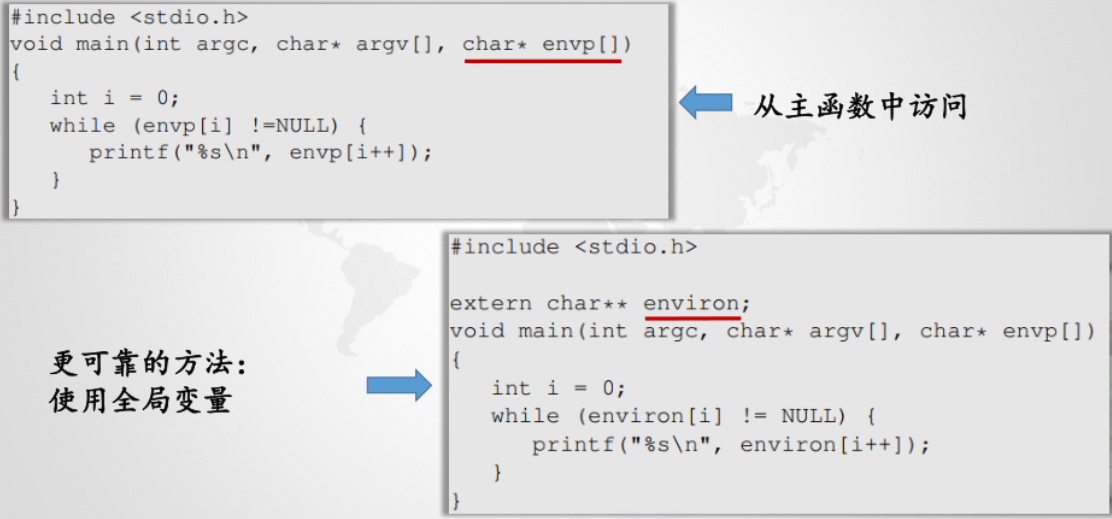 #include <stdio.h>
void main(int argc, char* argv[], char* envp[])
{
   int i = 0;
   while (envp[i] !=NULL) {
      printf("%s\n", envp[i++]);
   }
}
从主函数中访问
#include <stdio.h>

extern char** environ;
void main(int argc, char* argv[], char* envp[])
{
   int i = 0;
   while (environ[i] != NULL) {
      printf("%s\n", environ[i++]);
   }
}
更可靠的方法:
使用全局变量